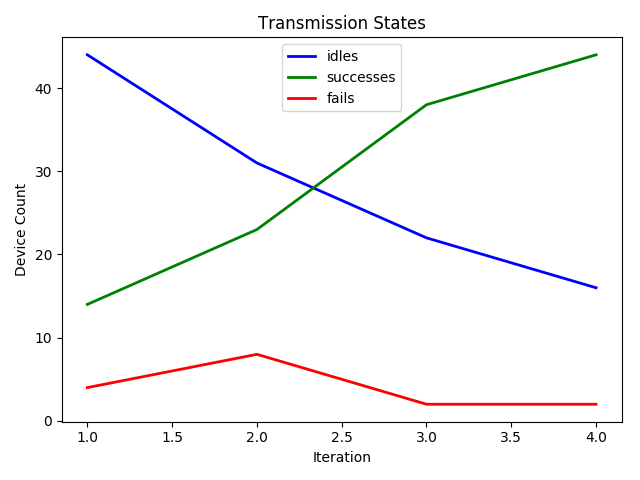 Transmission States
idles
successes
fails
Device Count
40
30
20
10
0
1.0 1.5 2.0 2.5 3.0 3.5 4.0
Iteration